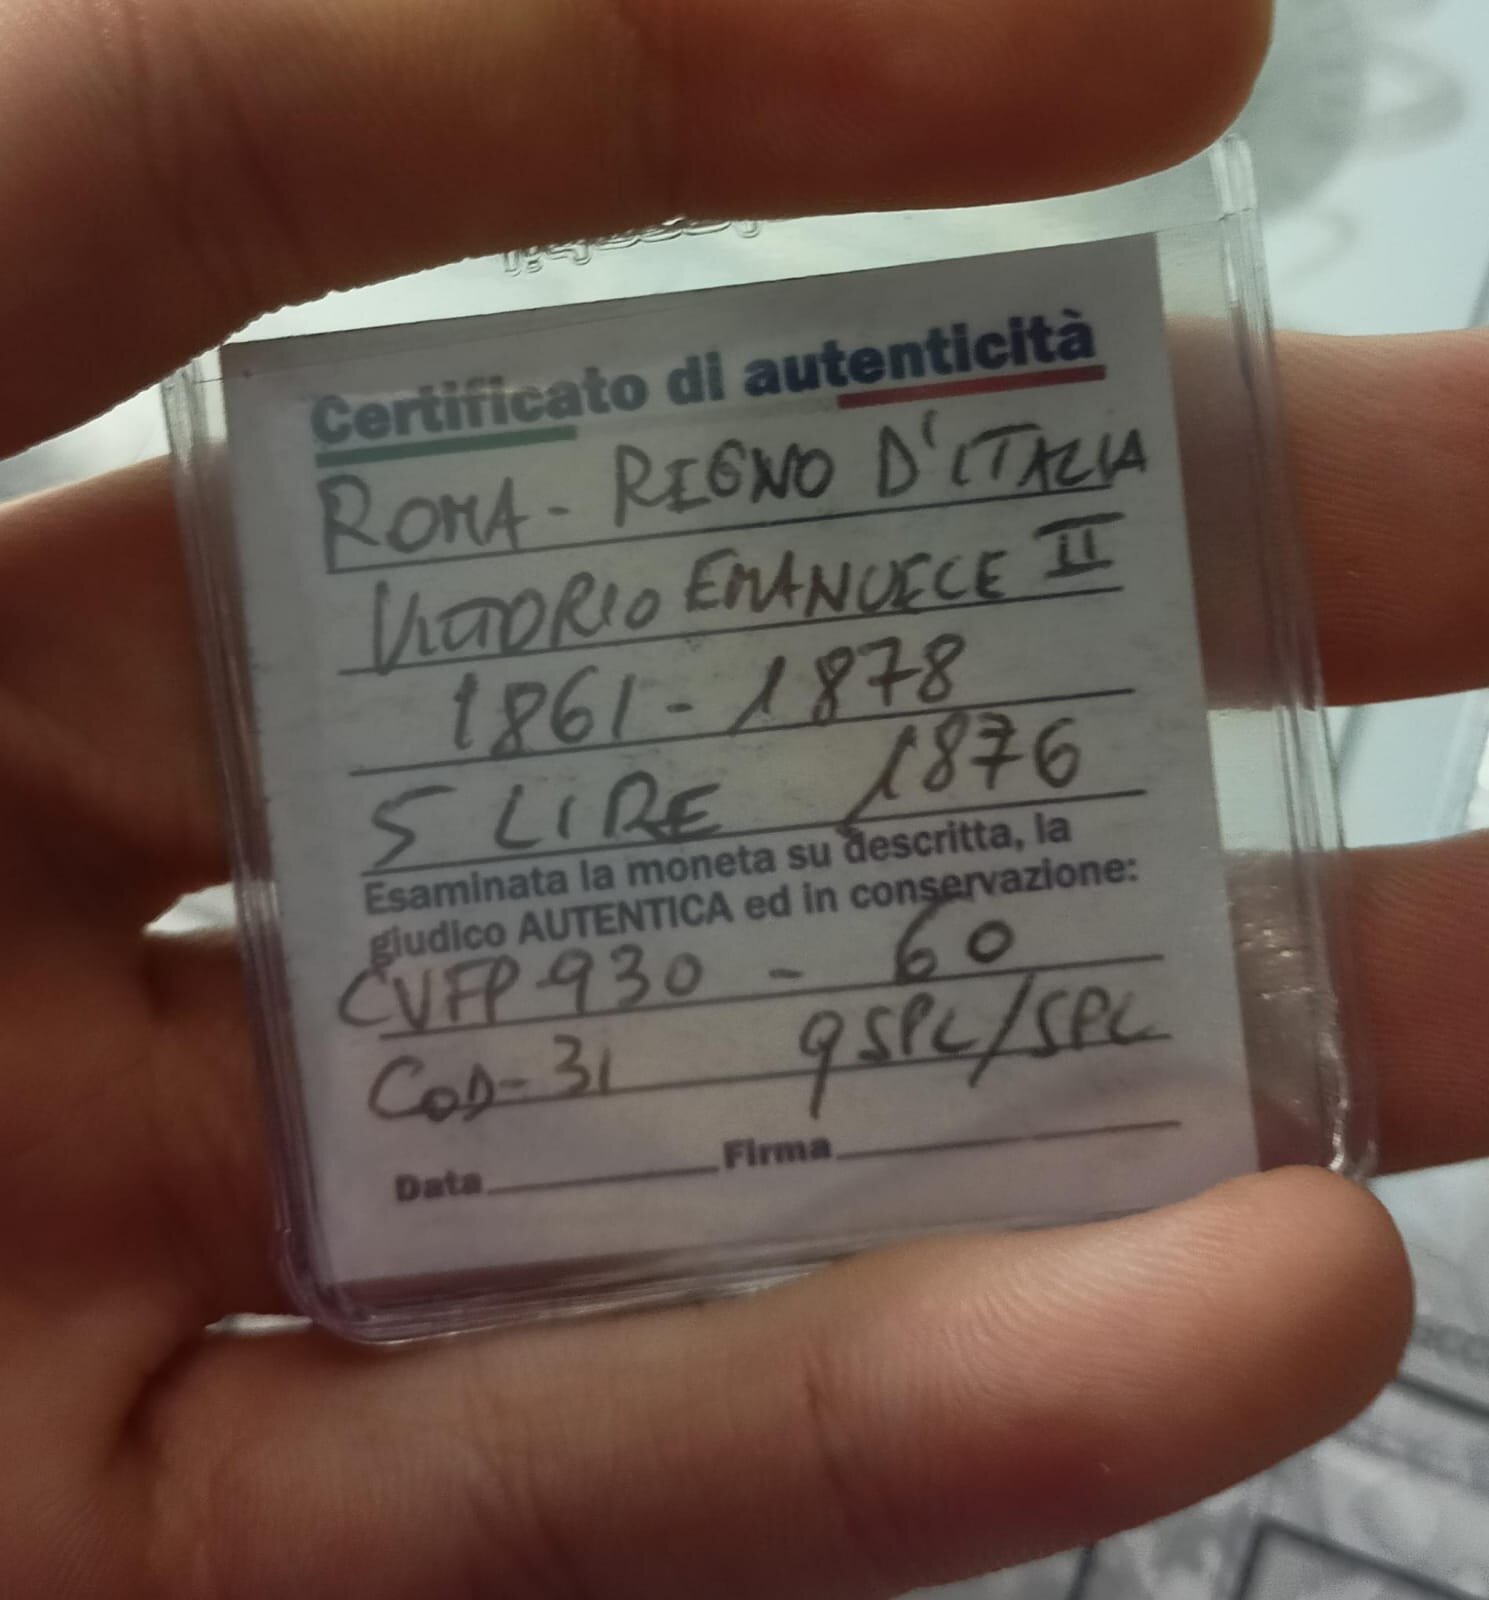 Certificato di autenticità
ROMA - REGNO D'ITALIA
VITTORIO EMANUELE II
1861 - 1878
5 LIRE 1876
Esaminata la moneta su descritta, la
giudico AUTENTICA ed in conservazione:
CVFP-930 - 60
COD-31 qSPL/SPL
Data Firma